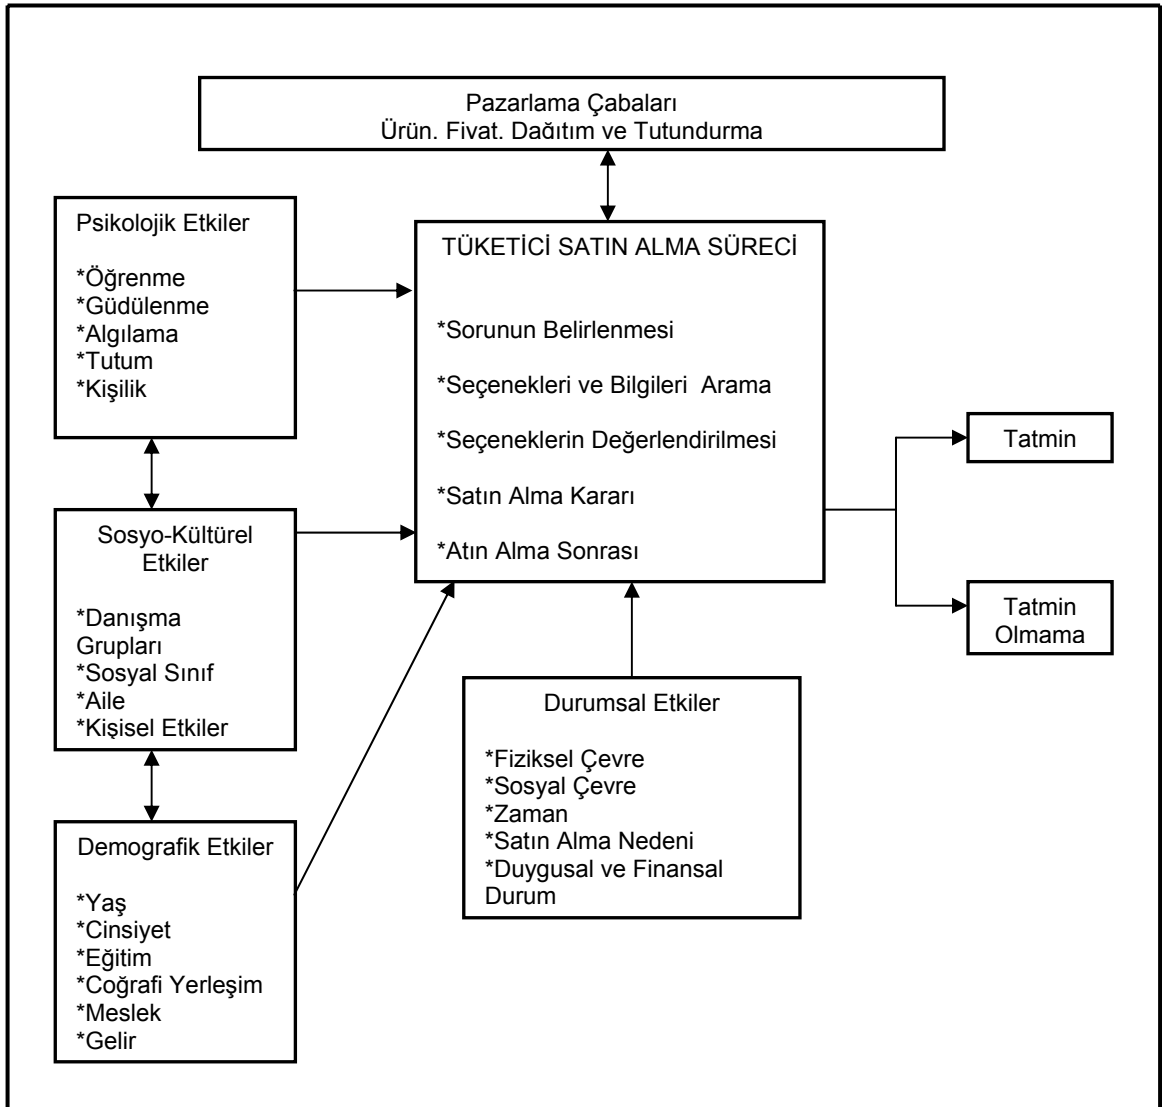 Pazarlama Çabaları
Ürün. Fivat. Dağıtım ve Tutundurma
Psikolojik Etkiler
*Öğrenme
*Güdülenme
*Algılama
*Tutum
*Kişilik
TÜKETİCİ SATIN ALMA SÜRECİ
*Sorunun Belirlenmesi
*Seçenekleri ve Bilgileri Arama
*Seçeneklerin Değerlendirilmesi
*Satın Alma Kararı
*Atın Alma Sonrası
Tatmin
Tatmin
Olmama
Sosyo-Kültürel
Etkiler
*Danışma
Grupları
*Sosyal Sınıf
*Aile
*Kişisel Etkiler
Durumsal Etkiler
*Fiziksel Çevre
*Sosyal Çevre
*Zaman
*Satın Alma Nedeni
*Duygusal ve Finansal
Durum
Demografik Etkiler
*Yaş
*Cinsiyet
*Eğitim
*Coğrafi Yerleşim
*Meslek
*Gelir